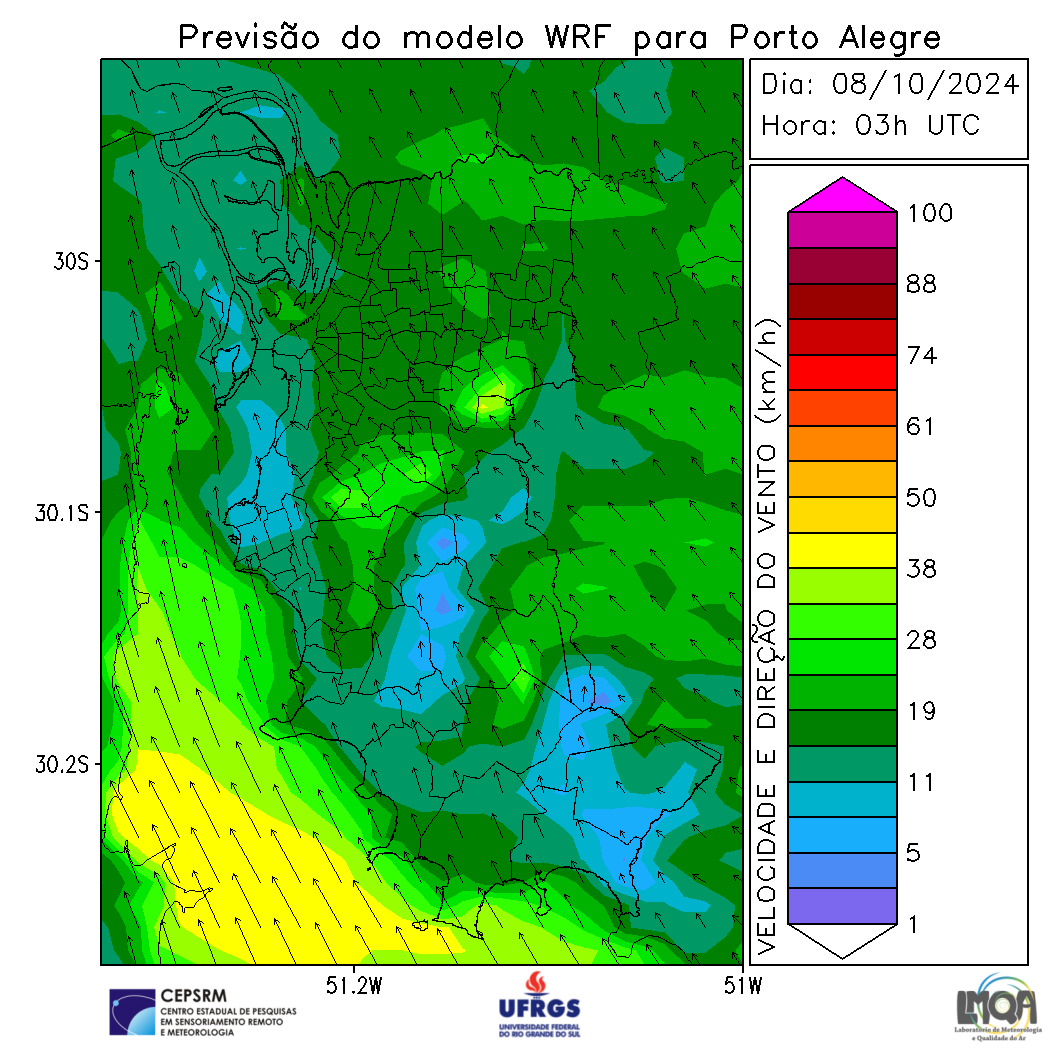 Previsão do modelo WRF para Porto Alegre
Dia: 08/10/2024
Hora: 03h UTC
30S
30.1S
30.2S
51.2W
51W
VELOCIDADE E DIREÇÃO DO VENTO (km/h)
100
88
74
61
50
38
28
19
11
5
1
CEPSRM
CENTRO ESTADUAL DE PESQUISAS
EM SENSORIAMENTO REMOTO
E METEOROLOGIA
UFRGS
UNIVERSIDADE FEDERAL
DO RIO GRANDE DO SUL
LMQA
Laboratório de Meteorologia
e Qualidade do Ar